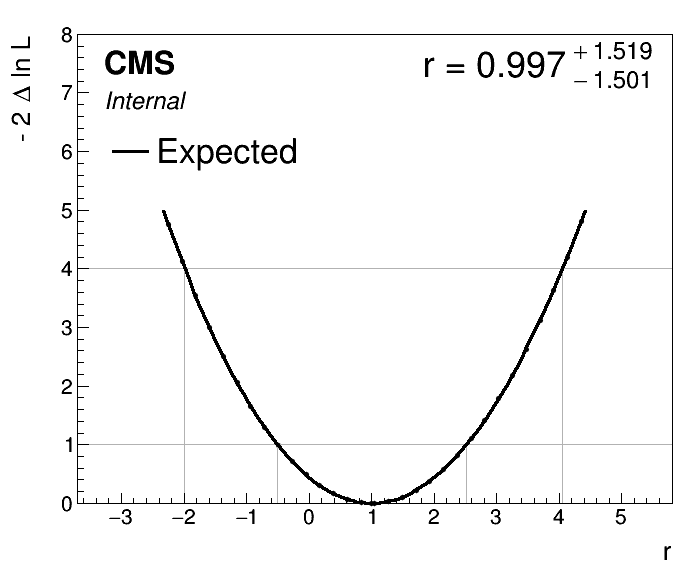 - 2 Δ ln L
CMS
Internal
r = 0.997 + 1.519 − 1.501
Expected
8
7
6
5
4
3
2
1
0
−3 −2 −1 0 1 2 3 4 5
r